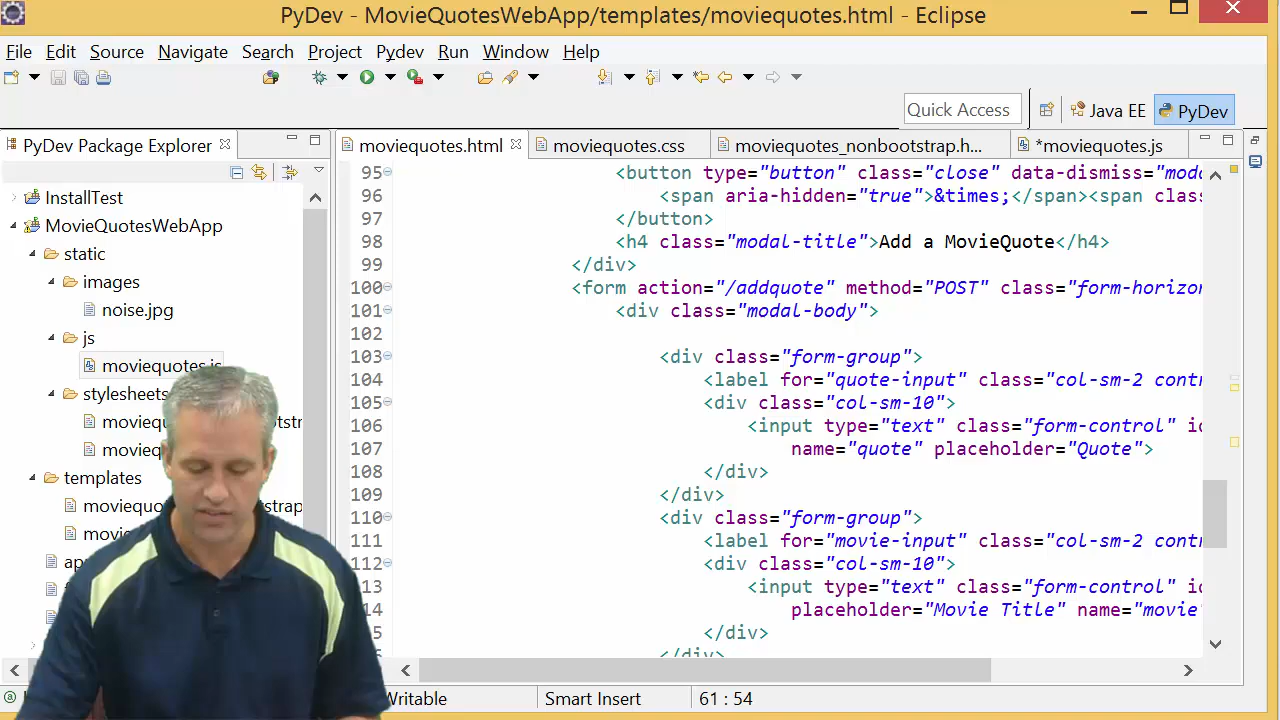 PyDev - MovieQuotesWebApp/templates/moviequotes.html - Eclipse
File Edit Source Navigate Search Project Pydev Run Window Help
Quick Access
Java EE
PyDev
PyDev Package Explorer
moviequotes.html
moviequotes.css
moviequotes_nonbootstrap.h...
*moviequotes.js
InstallTest
MovieQuotesWebApp
static
images
noise.jpg
js
moviequotes.js
stylesheets
templates
95 <button type="button" class="close" data-dismiss="moda
96 <span aria-hidden="true">&times;</span><span class
97 </button>
98 <h4 class="modal-title">Add a MovieQuote</h4>
99 </div>
100 <form action="/addquote" method="POST" class="form-horizon
101 <div class="modal-body">
102
103 <div class="form-group">
104 <label for="quote-input" class="col-sm-2 contr
105 <div class="col-sm-10">
106 <input type="text" class="form-control" id
107 name="quote" placeholder="Quote">
108 </div>
109 </div>
110 <div class="form-group">
111 <label for="movie-input" class="col-sm-2 contr
112 <div class="col-sm-10">
13 <input type="text" class="form-control" id
14 placeholder="Movie Title" name="movie"
5 </div>
</div>
Writable
Smart Insert
61 : 54